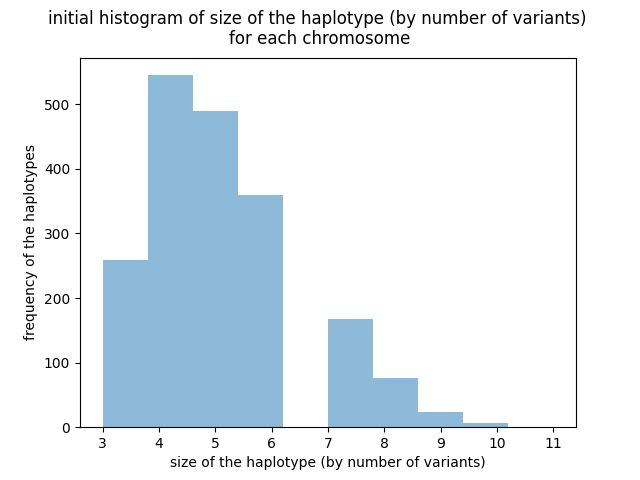 initial histogram of size of the haplotype (by number of variants)
for each chromosome
frequency of the haplotypes
500
400
300
200
100
0
3 4 5 6 7 8 9 10 11
size of the haplotype (by number of variants)